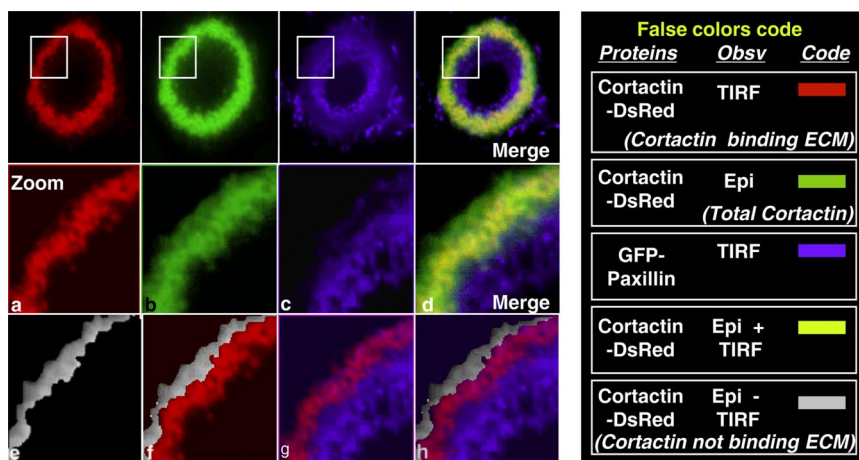 Merge
Zoom
a
b
c
d
Merge
e
f
g
h
False colors code
Proteins Obsv Code
Cortactin
-DsRed TIRF
(Cortactin binding ECM)
Cortactin
-DsRed Epi
(Total Cortactin)
GFP-
Paxillin TIRF
Cortactin
-DsRed Epi +
TIRF
Cortactin
-DsRed Epi -
TIRF
(Cortactin not binding ECM)